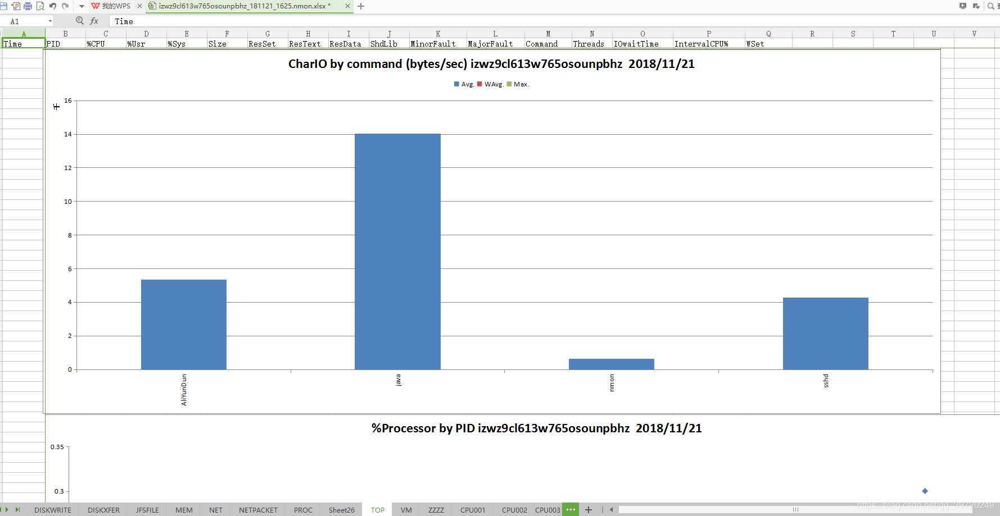 我的WPS izwz9cl613w765osounpbhz_181121_1625.nmon.xlsx *
A1 fx Time
A B C D E F G H I J K L M N O P Q R S T U V
Time PID %CPU %Usr %Sys Size ResSet ResText ResData ShdLib MinorFault MajorFault Command Threads IOwaitTime IntervalCPU% WSet
CharIO by command (bytes/sec) izwz9cl613w765osounpbhz 2018/11/21
Avg. WAvg. Max.
16
14
12
10
8
6
4
2
0
AliYunDun java nmon sshd
%Processor by PID izwz9cl613w765osounpbhz 2018/11/21
0.35
0.3
DISKWRITE DISKXFER JFSFILE MEM NET NETPACKET PROC Sheet26 TOP VM ZZZZ CPU001 CPU002 CPU003 ...
https://blog.csdn.net/qq_39720249